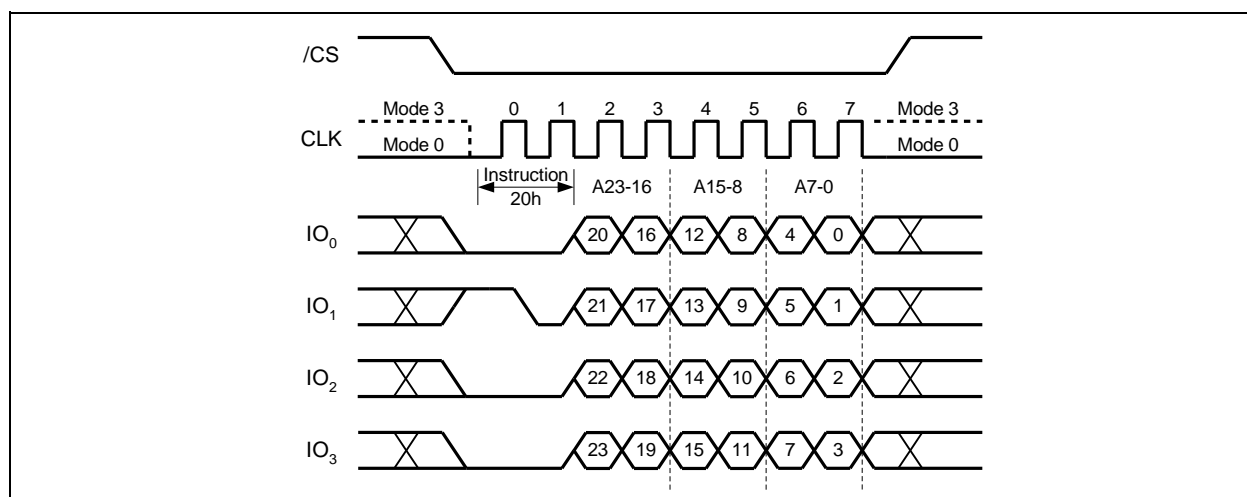 /CS
Mode 3 0 1 2 3 4 5 6 7 Mode 3
CLK
Mode 0 Mode 0
Instruction
20h
A23-16 A15-8 A7-0
IO0 20 16 12 8 4 0
IO1 21 17 13 9 5 1
IO2 22 18 14 10 6 2
IO3 23 19 15 11 7 3